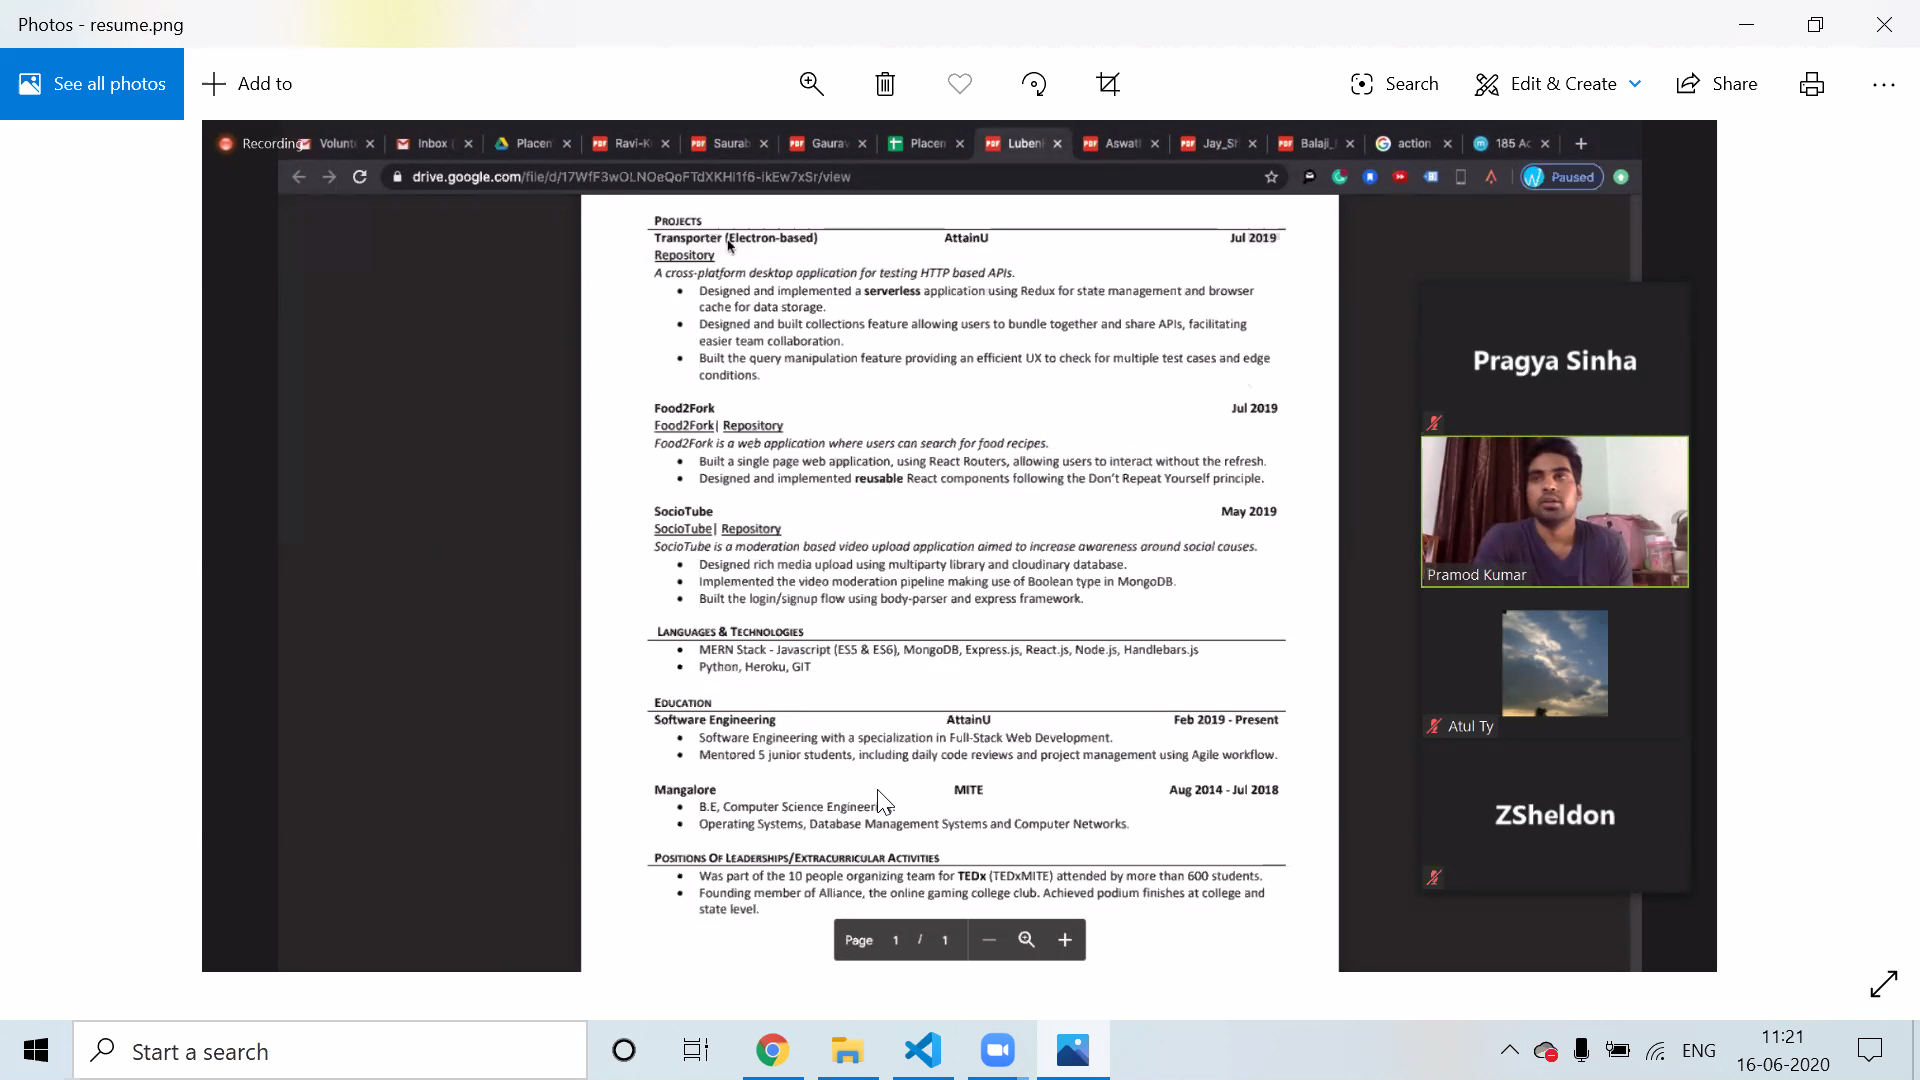 Photos - resume.png
See all photos
Add to
Search
Edit & Create
Share
Recording
Volunt
Inbox (
Placen
Ravi-K
Saurab
Gaurav
Placen
Luben
Aswat
Jay_S
Balaji_
action
185 Ac
drive.google.com/file/d/17WfF3wOLNOeQoFTdXKHI1f6-ikEw7xSr/view
Paused
PROJECTS
Transporter (Electron-based) AttainU Jul 2019
Repository
A cross-platform desktop application for testing HTTP based APIs.
• Designed and implemented a serverless application using Redux for state management and browser
cache for data storage.
• Designed and built collections feature allowing users to bundle together and share APIs, facilitating
easier team collaboration.
• Built the query manipulation feature providing an efficient UX to check for multiple test cases and edge
conditions.
Food2Fork Jul 2019
Food2Fork| Repository
Food2Fork is a web application where users can search for food recipes.
• Built a single page web application, using React Routers, allowing users to interact without the refresh.
• Designed and implemented reusable React components following the Don't Repeat Yourself principle.
SocioTube May 2019
SocioTube| Repository
SocioTube is a moderation based video upload application aimed to increase awareness around social causes.
• Designed rich media upload using multiparty library and cloudinary database.
• Implemented the video moderation pipeline making use of Boolean type in MongoDB.
• Built the login/signup flow using body-parser and express framework.
LANGUAGES & TECHNOLOGIES
• MERN Stack - Javascript (ES5 & ES6), MongoDB, Express.js, React.js, Node.js, Handlebars.js
• Python, Heroku, GIT
EDUCATION
Software Engineering AttainU Feb 2019 - Present
• Software Engineering with a specialization in Full-Stack Web Development.
• Mentored 5 junior students, including daily code reviews and project management using Agile workflow.
Mangalore MITE Aug 2014 - Jul 2018
• B.E, Computer Science Engineering
• Operating Systems, Database Management Systems and Computer Networks.
POSITIONS OF LEADERSHIPS/EXTRACURRICULAR ACTIVITIES
• Was part of the 10 people organizing team for TEDx (TEDxMITE) attended by more than 600 students.
• Founding member of Alliance, the online gaming college club. Achieved podium finishes at college and
state level.
Page 1 / 1
Pragya Sinha
Pramod Kumar
Atul Ty
ZSheldon
Start a search
ENG
11:21
16-06-2020